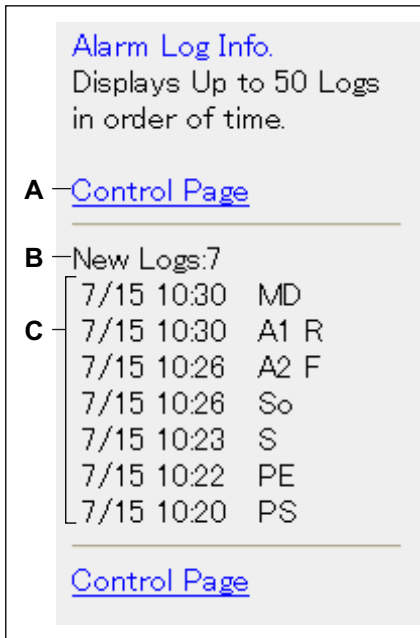 Alarm Log Info.
Displays Up to 50 Logs
in order of time.
A Control Page
B New Logs:7
7/15 10:30 MD
C 7/15 10:30 A1 R
7/15 10:26 A2 F
7/15 10:26 So
7/15 10:23 S
7/15 10:22 PE
7/15 10:20 PS
Control Page